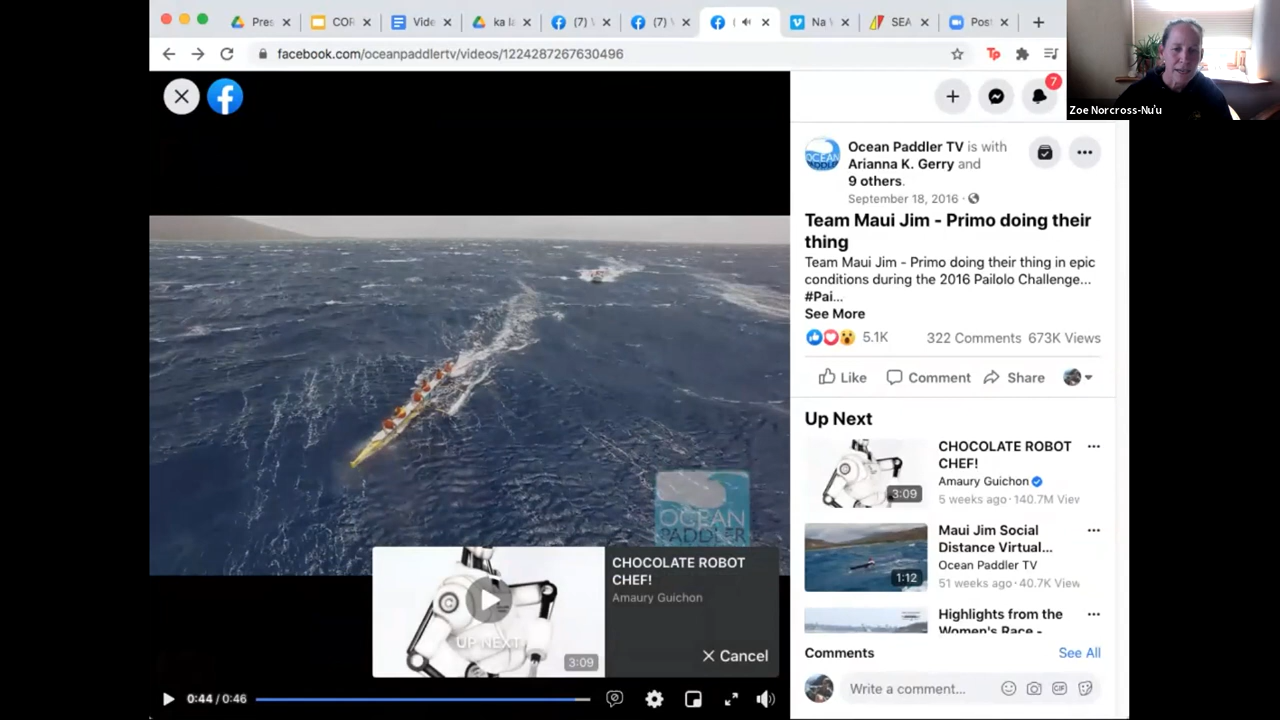 Pres
COR
Vide
ka la
(7)
(7)
Na
SEA
Post
facebook.com/oceanpaddlertv/videos/1224287267630496
Tp
Zoe Norcross-Nu'u
7
OCEAN
PADDLER
Ocean Paddler TV is with
Arianna K. Gerry and
9 others.
September 18, 2016
Team Maui Jim - Primo doing their
thing
Team Maui Jim - Primo doing their thing in epic
conditions during the 2016 Pailolo Challenge...
#Pai...
See More
5.1K
322 Comments 673K Views
Like
Comment
Share
Up Next
CHOCOLATE ROBOT
CHEF!
Amaury Guichon
5 weeks ago · 140.7M View
3:09
Maui Jim Social
Distance Virtual...
Ocean Paddler TV
51 weeks ago · 40.7K Views
1:12
Highlights from the
Women's Race -
Comments
See All
Write a comment...
GIF
OCEAN
PADDLER
CHOCOLATE ROBOT
CHEF!
Amaury Guichon
UP NEXT
3:09
Cancel
0:44 / 0:46